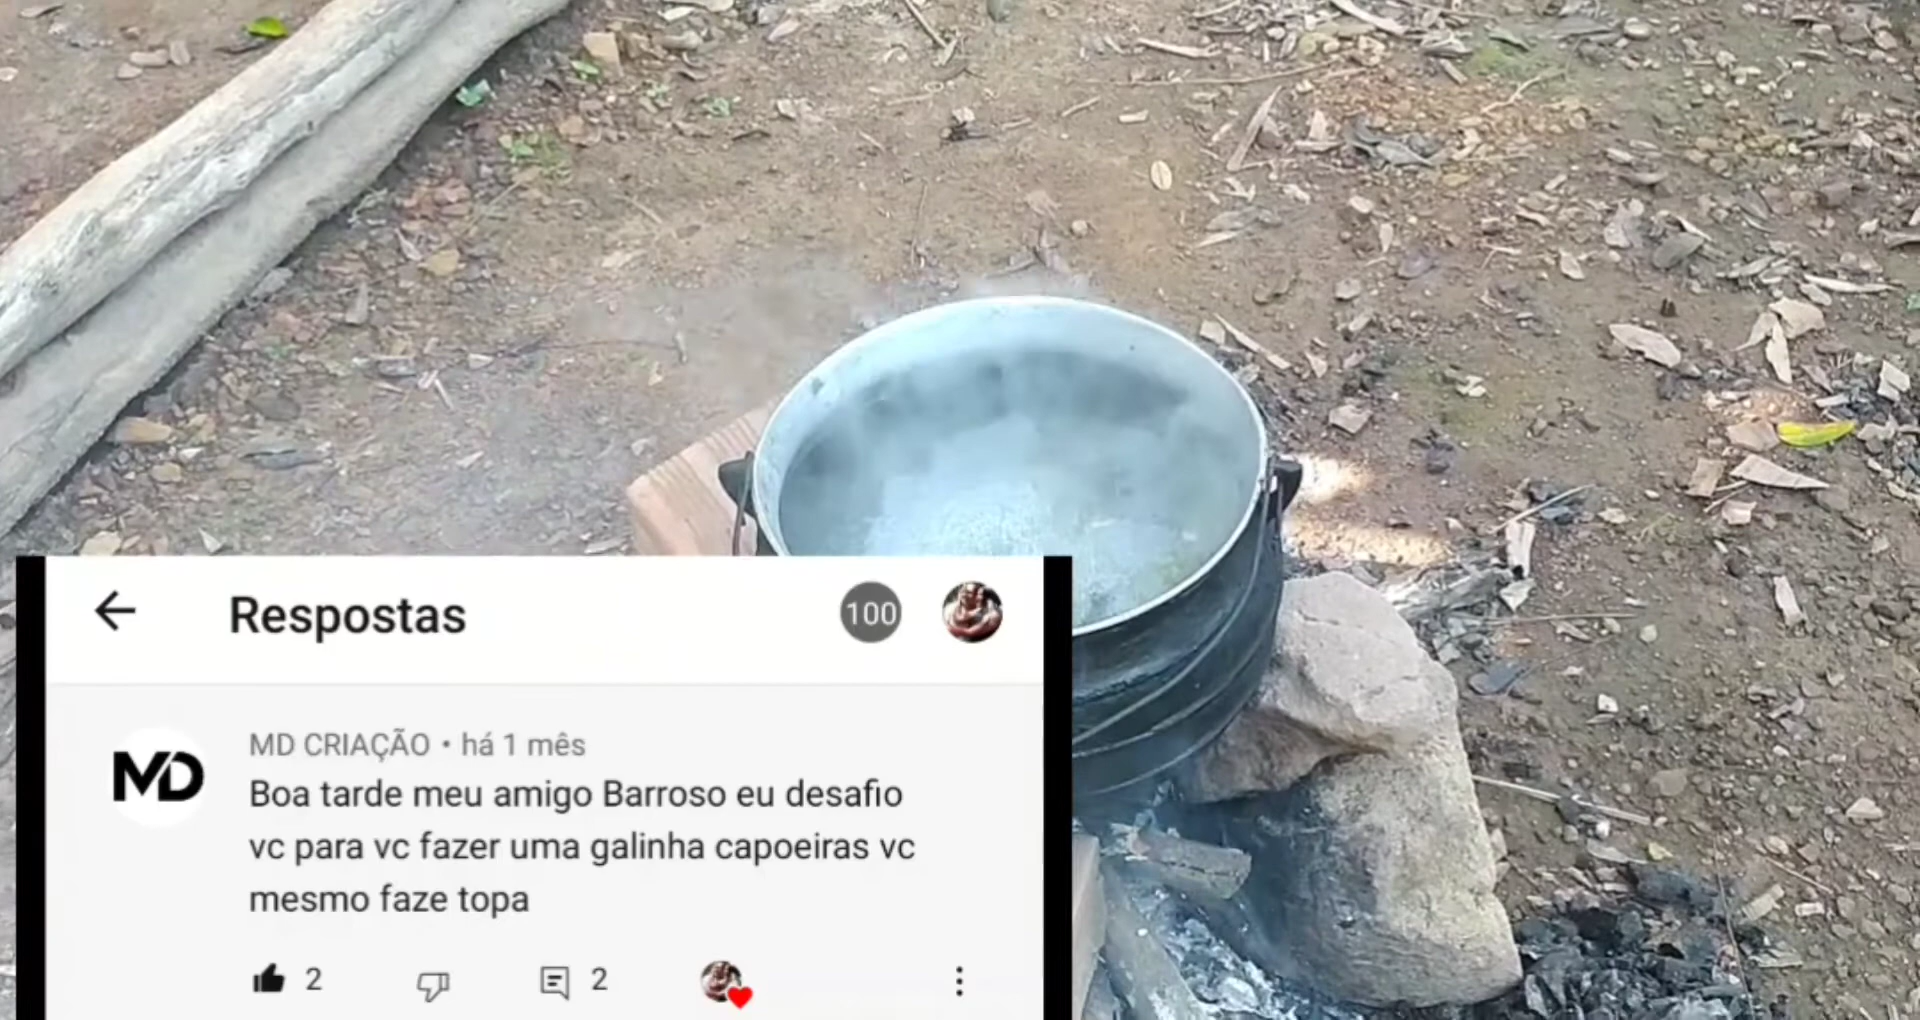 Respostas
100
MD
MD CRIAÇÃO • há 1 mês
Boa tarde meu amigo Barroso eu desafio
vc para vc fazer uma galinha capoeiras vc
mesmo faze topa
2
2